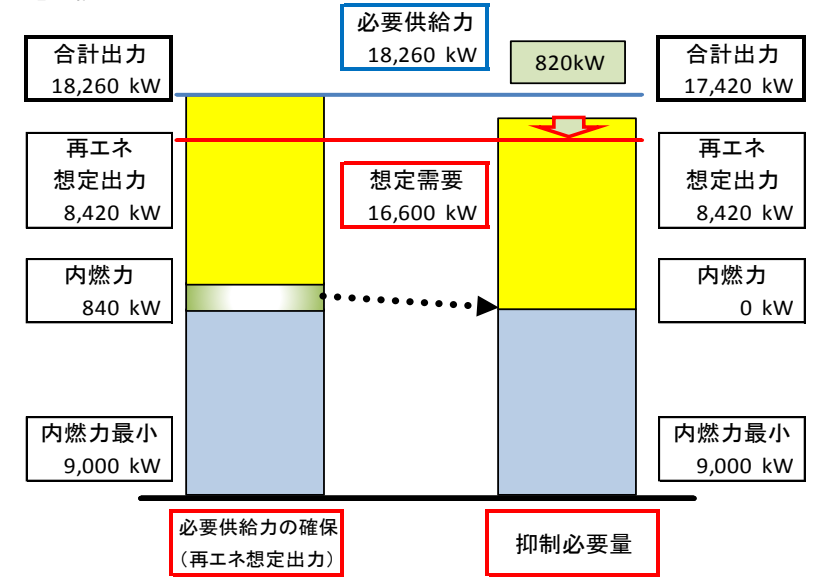 必要供給力
18,260 kW
820kW
合計出力
18,260 kW
合計出力
17,420 kW
再エネ
想定出力
8,420 kW
想定需要
16,600 kW
再エネ
想定出力
8,420 kW
内燃力
840 kW
内燃力
0 kW
内燃力最小
9,000 kW
内燃力最小
9,000 kW
必要供給力の確保
（再エネ想定出力）
抑制必要量